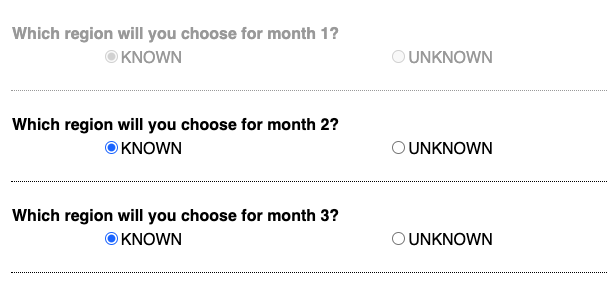 Which region will you choose for month 1?
KNOWN UNKNOWN
Which region will you choose for month 2?
KNOWN UNKNOWN
Which region will you choose for month 3?
KNOWN UNKNOWN